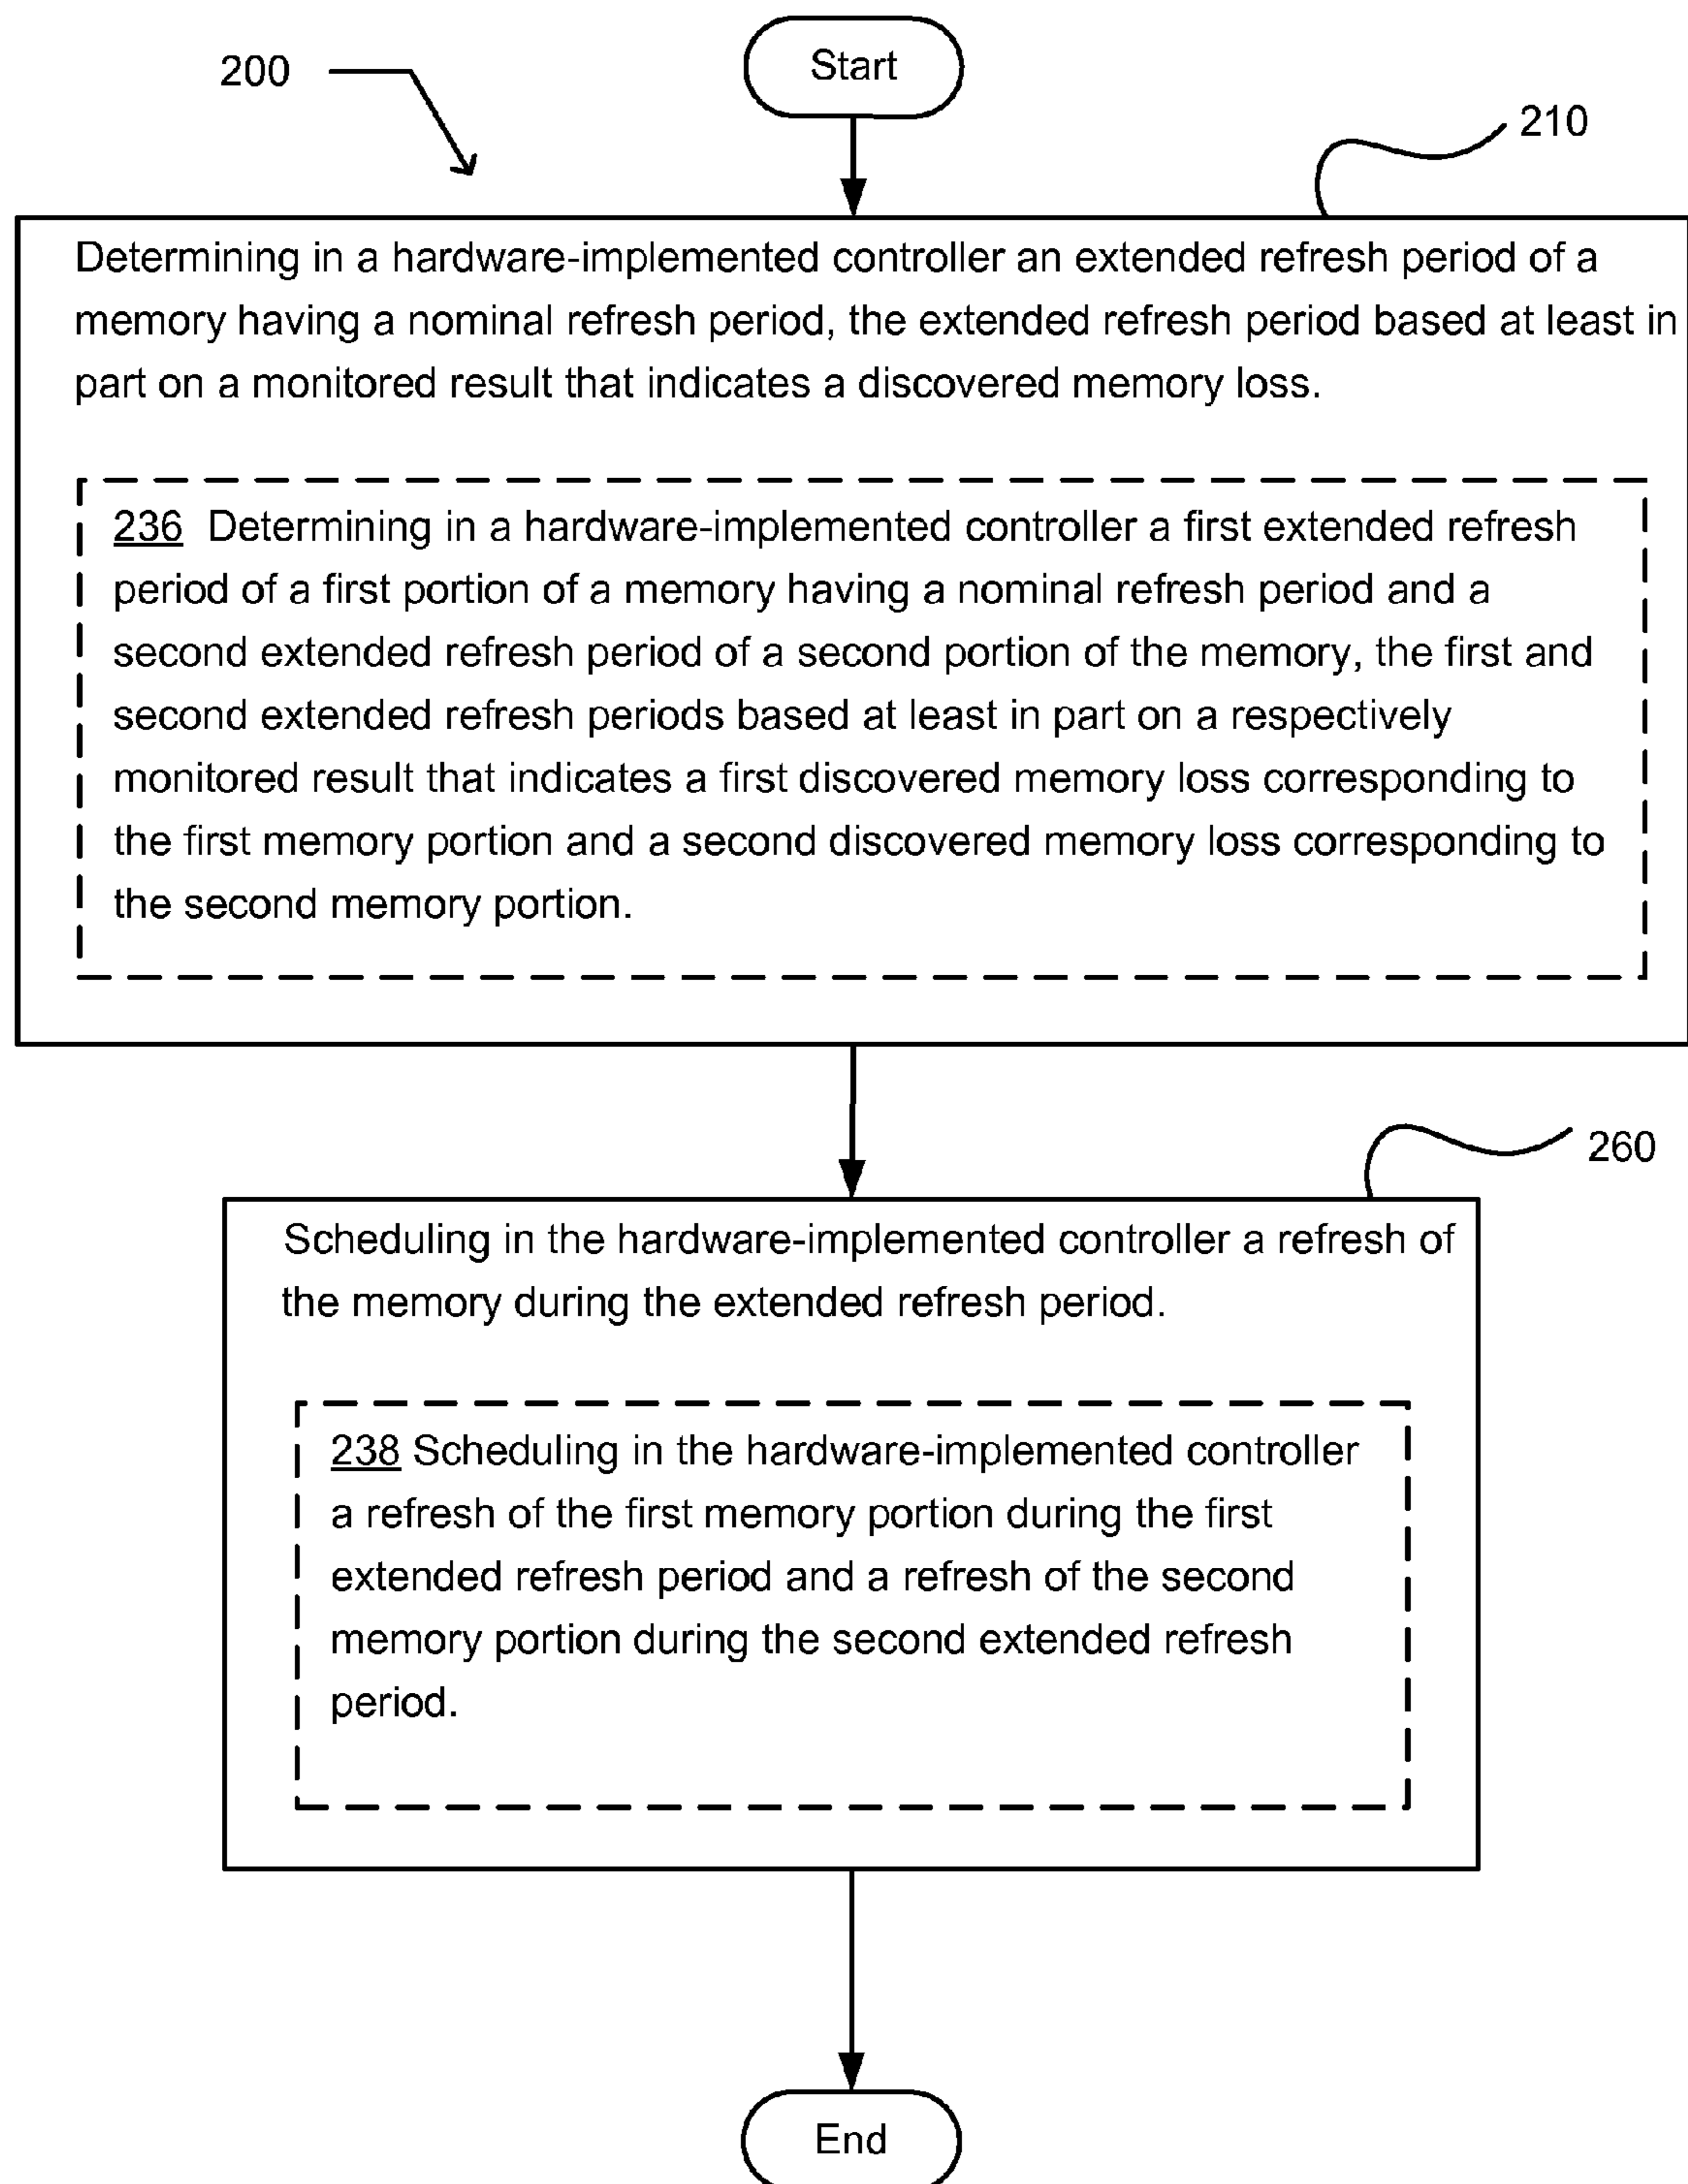 Start
200
210
Determining in a hardware-implemented controller an extended refresh period of a
memory having a nominal refresh period, the extended refresh period based at least in
part on a monitored result that indicates a discovered memory loss.
236 Determining in a hardware-implemented controller a first extended refresh
period of a first portion of a memory having a nominal refresh period and a
second extended refresh period of a second portion of the memory, the first and
second extended refresh periods based at least in part on a respectively
monitored result that indicates a first discovered memory loss corresponding to
the first memory portion and a second discovered memory loss corresponding to
the second memory portion.
260
Scheduling in the hardware-implemented controller a refresh of
the memory during the extended refresh period.
238 Scheduling in the hardware-implemented controller
a refresh of the first memory portion during the first
extended refresh period and a refresh of the second
memory portion during the second extended refresh
period.
End